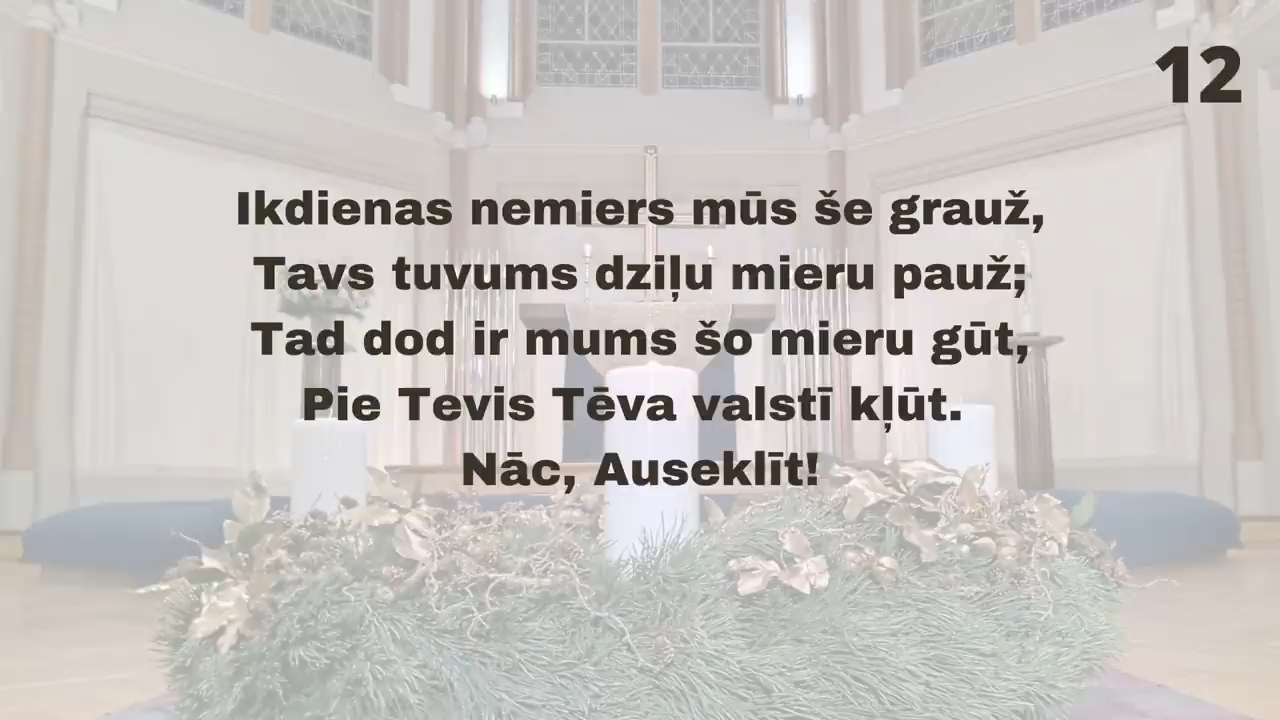 12
Ikdienas nemiers mūs še grauž,
Tavs tuvums dziļu mieru pauž;
Tad dod ir mums šo mieru gūt,
Pie Tevis Tēva valstī kļūt.
Nāc, Auseklīt!